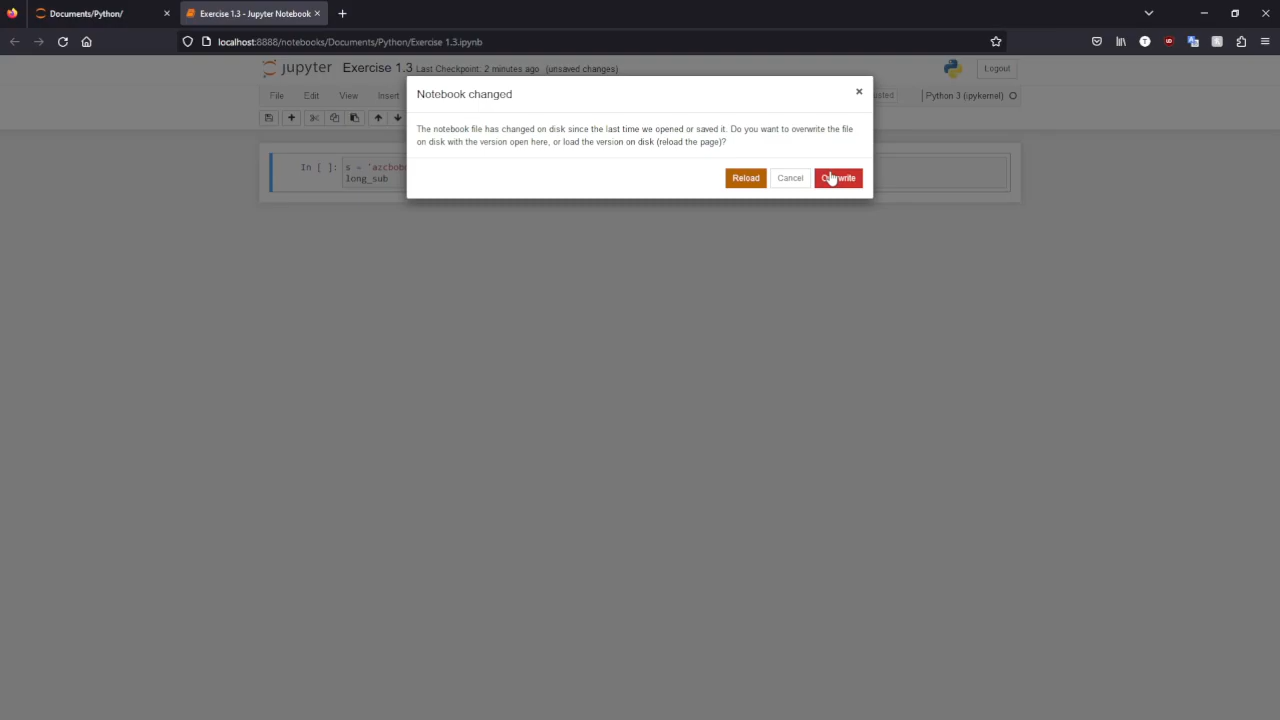 Documents/Python/
Exercise 1.3 - Jupyter Notebook
localhost:8888/notebooks/Documents/Python/Exercise 1.3.ipynb
jupyter Exercise 1.3 Last Checkpoint: 2 minutes ago (unsaved changes)
Logout
File Edit View Insert
Python 3 (ipykernel)
Notebook changed
The notebook file has changed on disk since the last time we opened or saved it. Do you want to overwrite the file
on disk with the version open here, or load the version on disk (reload the page)?
Reload Cancel Overwrite
In [ ]: s = 'azcbob
long_sub